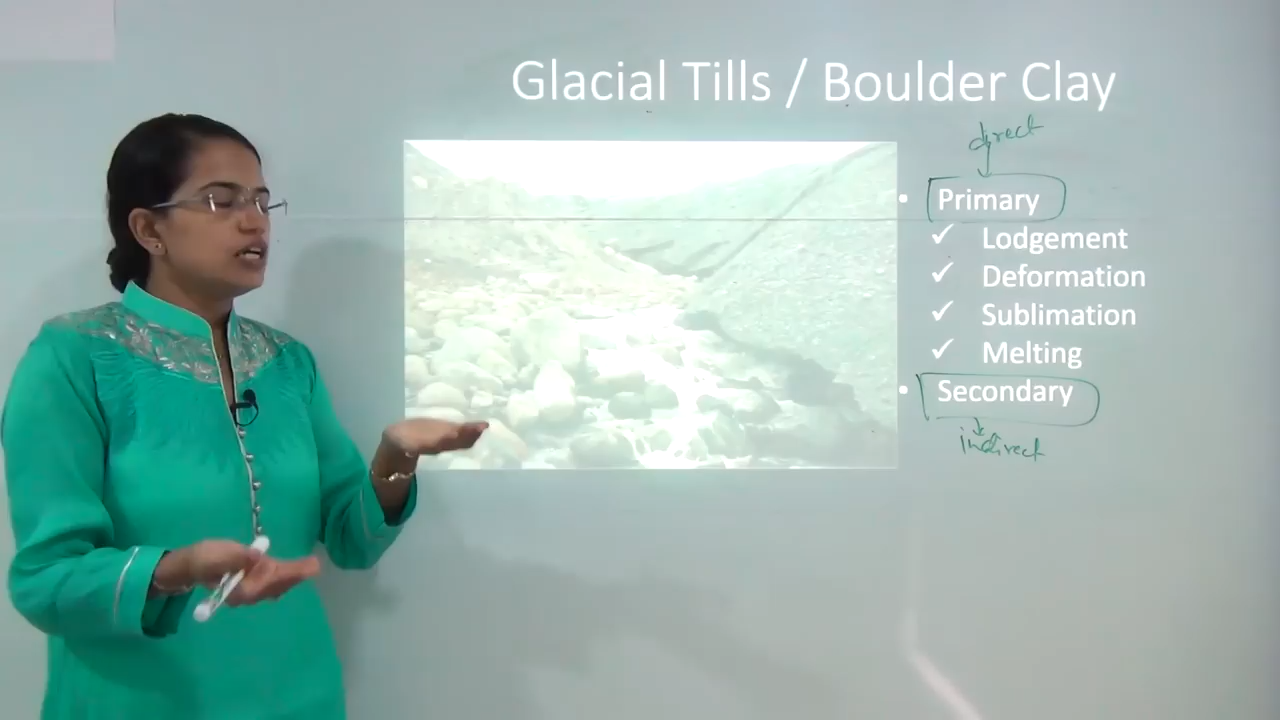 Glacial Tills / Boulder Clay
direct
• Primary
✓ Lodgement
✓ Deformation
✓ Sublimation
✓ Melting
• Secondary
indirect